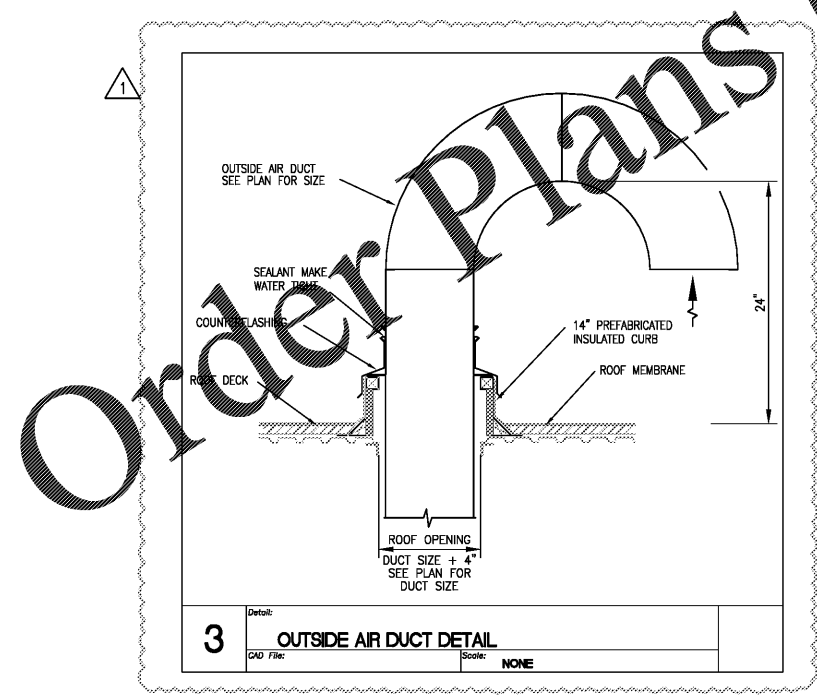 Order Plans
1
OUTSIDE AIR DUCT
SEE PLAN FOR SIZE
SEALANT MAKE
WATER TIGHT
COUNTERFLASHING
ROOF DECK
14" PREFABRICATED
INSULATED CURB
ROOF MEMBRANE
24"
ROOF OPENING
DUCT SIZE + 4"
SEE PLAN FOR
DUCT SIZE
3
Detail:
OUTSIDE AIR DUCT DETAIL
CAD File:
Scale:
NONE